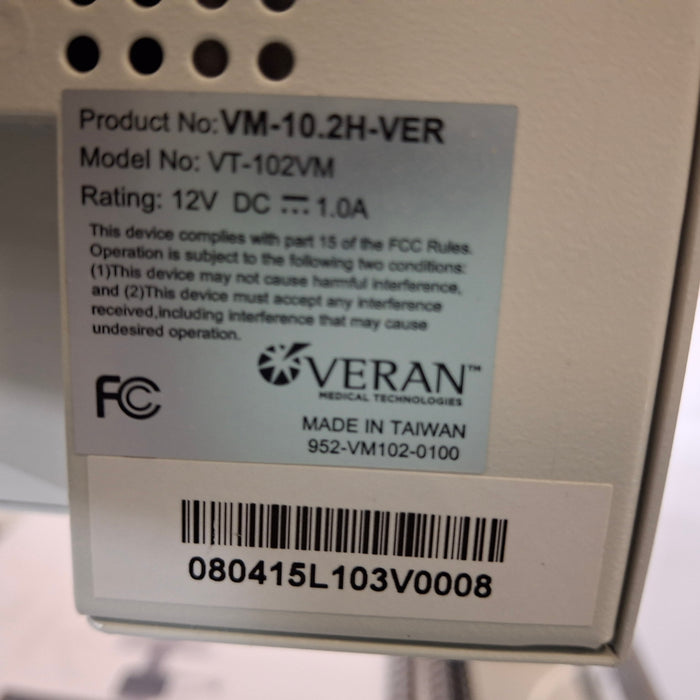 Product No:VM-10.2H-VER
Model No: VT-102VM
Rating: 12V DC ⎓ 1.0A
This device complies with part 15 of the FCC Rules.
Operation is subject to the following two conditions:
(1)This device may not cause harmful interference,
and (2)This device must accept any interference
received,including interference that may cause
undesired operation.
FC
VERAN™
MEDICAL TECHNOLOGIES
MADE IN TAIWAN
952-VM102-0100
080415L103V0008